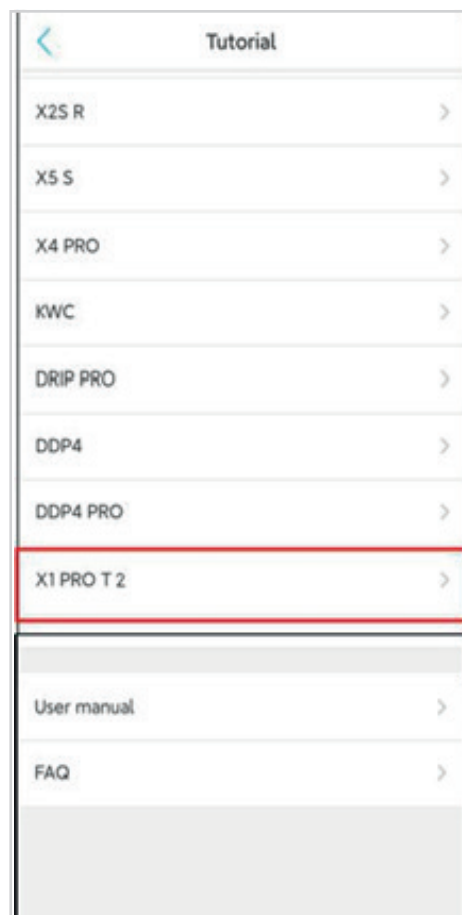 Tutorial
X2S R
X5 S
X4 PRO
KWC
DRIP PRO
DDP4
DDP4 PRO
X1 PRO T 2
User manual
FAQ